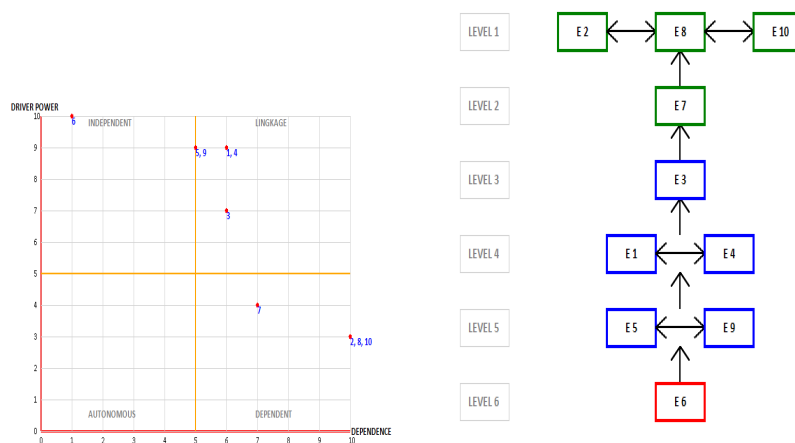 DRIVER POWER
10
9
8
7
6
5
4
3
2
1
0
0 1 2 3 4 5 6 7 8 9 10
DEPENDENCE
INDEPENDENT
LINGKAGE
AUTONOMOUS
DEPENDENT
6
5, 9
1, 4
3
7
2, 8, 10
LEVEL 1
E 2
E 8
E 10
LEVEL 2
E 7
LEVEL 3
E 3
LEVEL 4
E 1
E 4
LEVEL 5
E 5
E 9
LEVEL 6
E 6